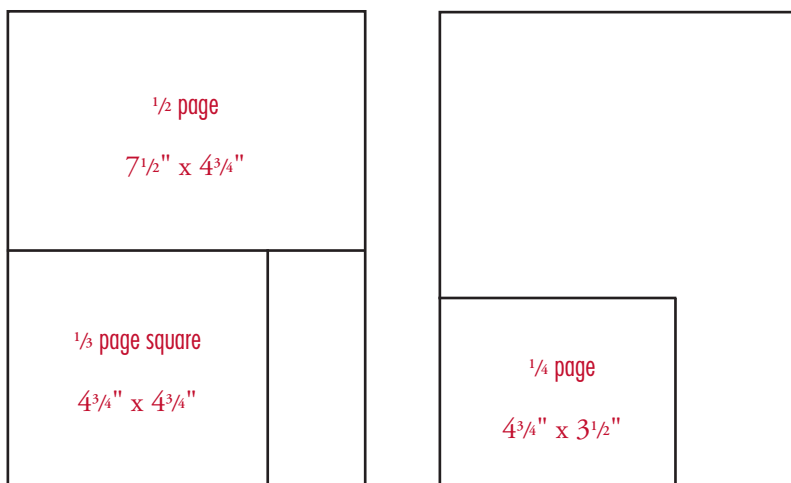 ½ page
7½" x 4¾"
⅓ page square
4¾" x 4¾"
¼ page
4¾" x 3½"